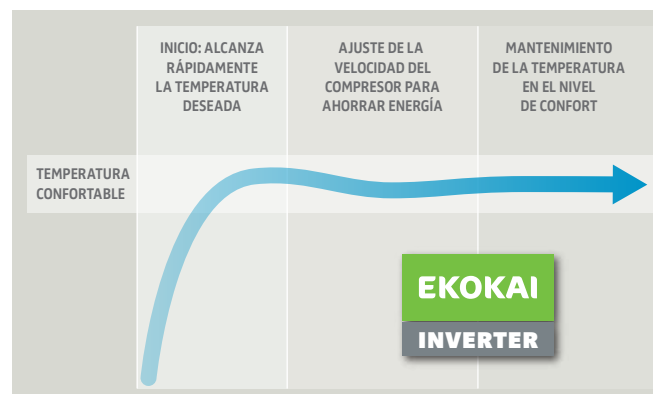 INICIO: ALCANZA
RÁPIDAMENTE
LA TEMPERATURA
DESEADA
AJUSTE DE LA
VELOCIDAD DEL
COMPRESOR PARA
AHORRAR ENERGÍA
MANTENIMIENTO
DE LA TEMPERATURA
EN EL NIVEL
DE CONFORT
TEMPERATURA
CONFORTABLE
EKOKAI
INVERTER